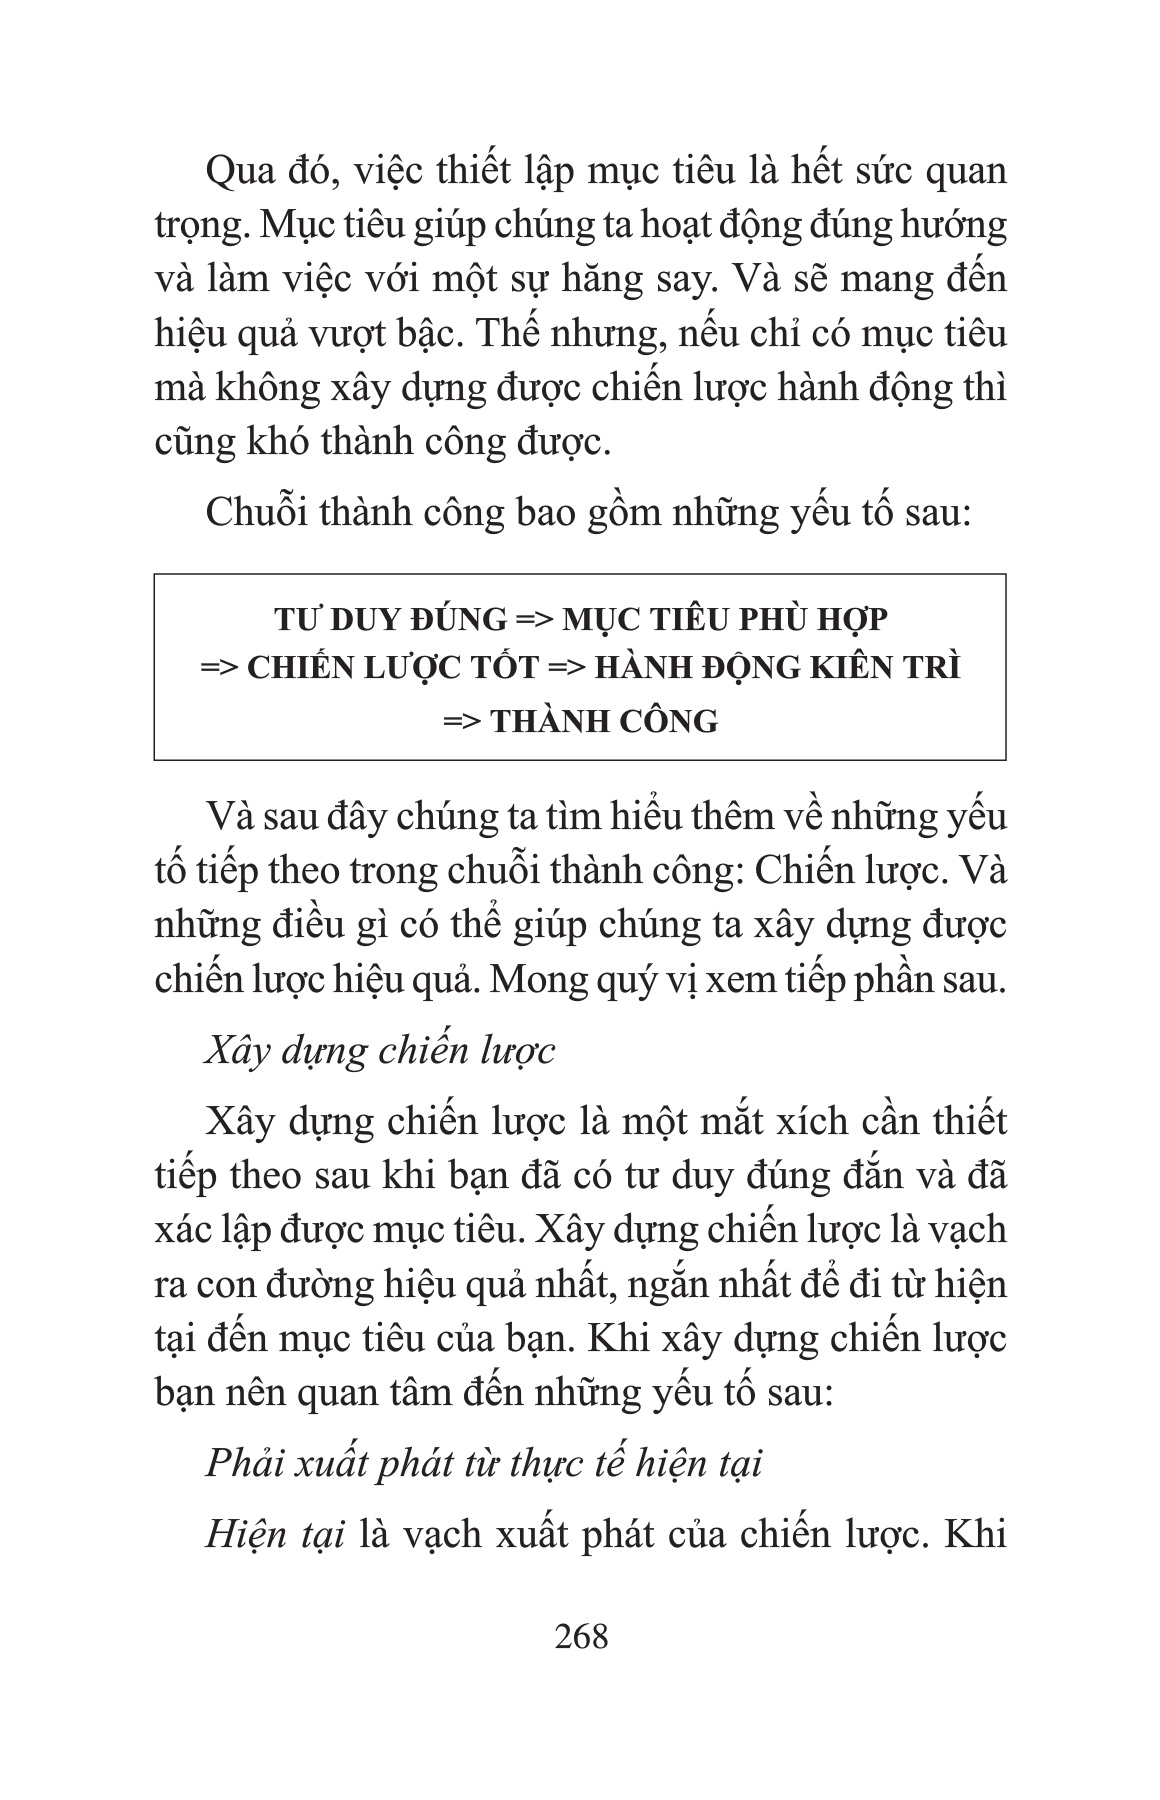 Qua đó, việc thiết lập mục tiêu là hết sức quan
trọng. Mục tiêu giúp chúng ta hoạt động đúng hướng
và làm việc với một sự hăng say. Và sẽ mang đến
hiệu quả vượt bậc. Thế nhưng, nếu chỉ có mục tiêu
mà không xây dựng được chiến lược hành động thì
cũng khó thành công được.
Chuỗi thành công bao gồm những yếu tố sau:
TƯ DUY ĐÚNG => MỤC TIÊU PHÙ HỢP
=> CHIẾN LƯỢC TỐT => HÀNH ĐỘNG KIÊN TRÌ
=> THÀNH CÔNG
Và sau đây chúng ta tìm hiểu thêm về những yếu
tố tiếp theo trong chuỗi thành công: Chiến lược. Và
những điều gì có thể giúp chúng ta xây dựng được
chiến lược hiệu quả. Mong quý vị xem tiếp phần sau.
Xây dựng chiến lược
Xây dựng chiến lược là một mắt xích cần thiết
tiếp theo sau khi bạn đã có tư duy đúng đắn và đã
xác lập được mục tiêu. Xây dựng chiến lược là vạch
ra con đường hiệu quả nhất, ngắn nhất để đi từ hiện
tại đến mục tiêu của bạn. Khi xây dựng chiến lược
bạn nên quan tâm đến những yếu tố sau:
Phải xuất phát từ thực tế hiện tại
Hiện tại là vạch xuất phát của chiến lược. Khi
268